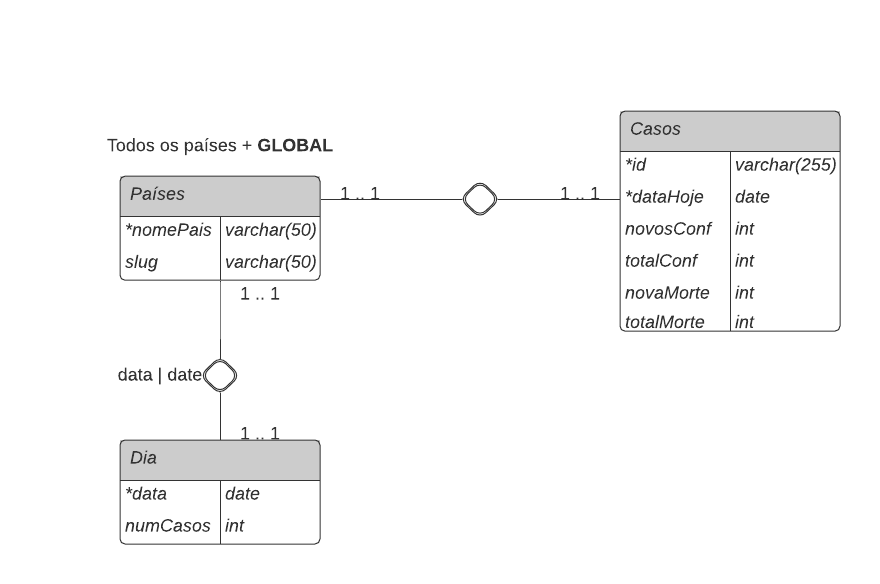 Todos os países + GLOBAL
Países
*nomePais varchar(50)
slug varchar(50)
1 .. 1
1 .. 1
Casos
*id varchar(255)
*dataHoje date
novosConf int
totalConf int
novaMorte int
totalMorte int
1 .. 1
data | date
1 .. 1
Dia
*data date
numCasos int